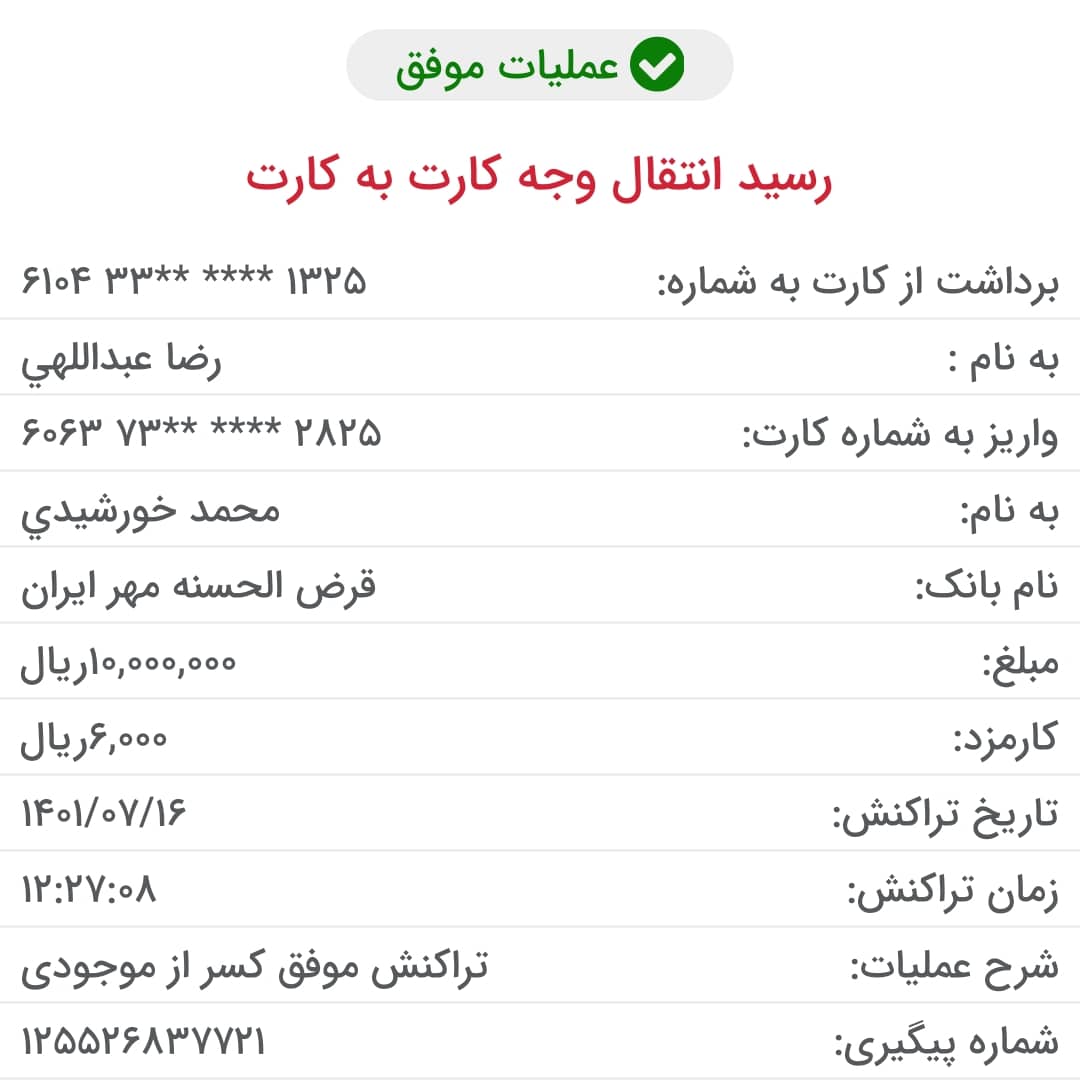 عملیات موفق
رسید انتقال وجه کارت به کارت
برداشت از کارت به شماره: ۶۱۰۴ ۳۳** **** ۱۳۲۵
به نام : رضا عبداللهي
واریز به شماره کارت: ۶۰۶۳ ۷۳** **** ۲۸۲۵
به نام: محمد خورشيدي
نام بانک: قرض الحسنه مهر ایران
مبلغ: ۱۰,۰۰۰,۰۰۰ریال
کارمزد: ۶,۰۰۰ریال
تاریخ تراکنش: ۱۴۰۱/۰۷/۱۶
زمان تراکنش: ۱۲:۲۷:۰۸
شرح عملیات: تراکنش موفق کسر از موجودی
شماره پیگیری: ۱۲۵۵۲۶۸۳۷۷۲۱